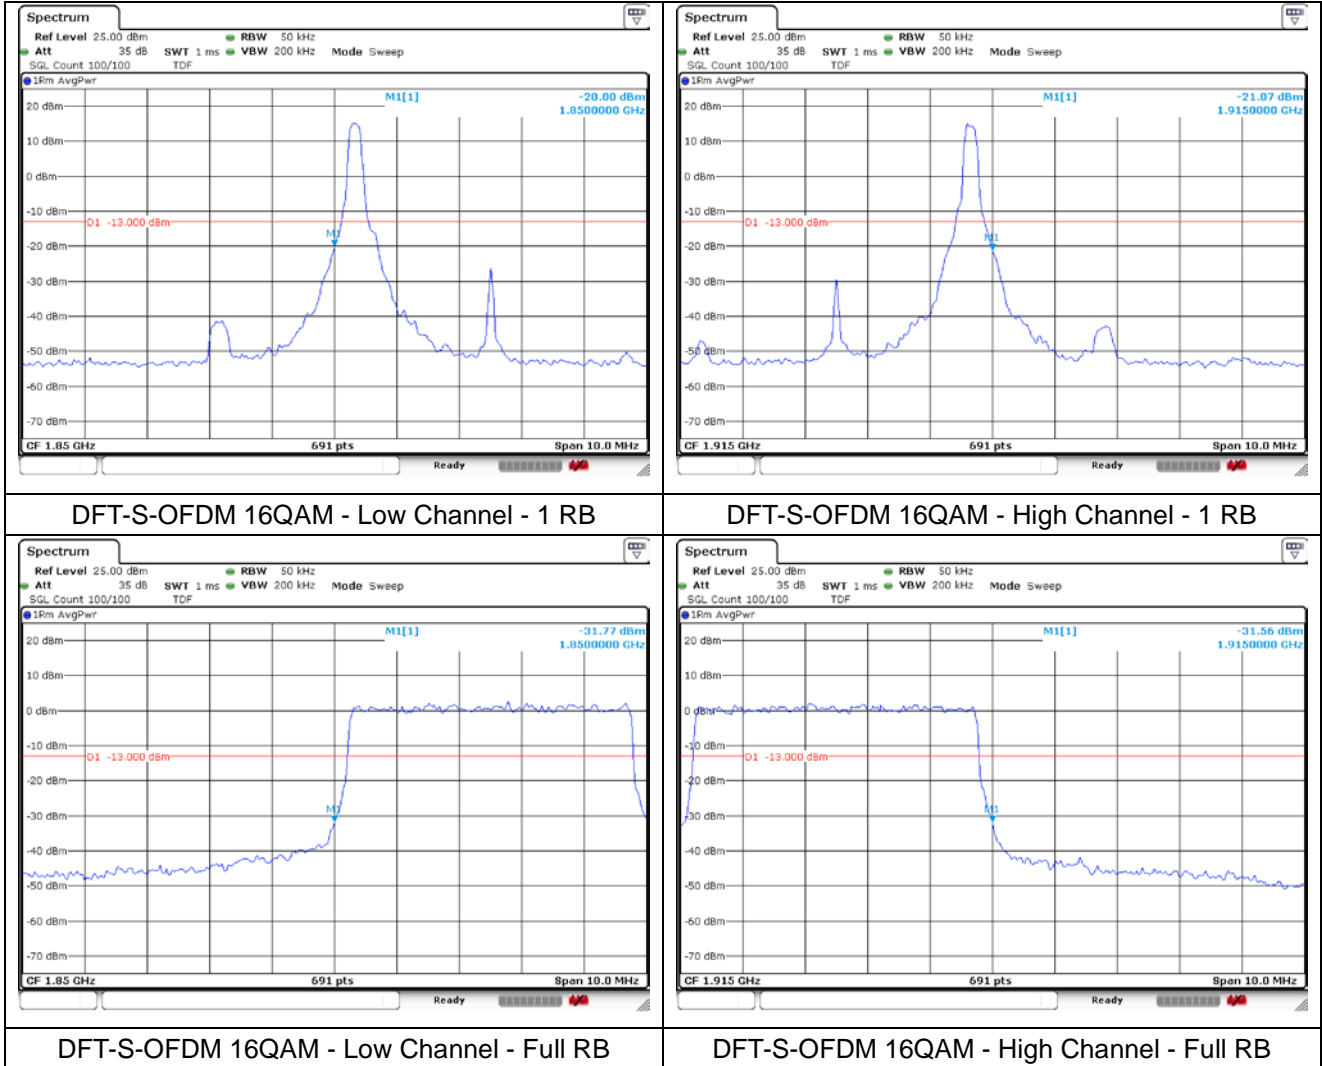 Spectrum
Ref Level 25.00 dBm RBW 50 kHz
Att 35 dB SWT 1 ms VBW 200 kHz Mode Sweep
SGL Count 100/100 TDF
1Rm AvgPwr
M1[1] -20.00 dBm
1.8500000 GHz
20 dBm
10 dBm
0 dBm
-10 dBm
D1 -13.000 dBm
M1
-20 dBm
-30 dBm
-40 dBm
-50 dBm
-60 dBm
-70 dBm
CF 1.85 GHz 691 pts Span 10.0 MHz
Ready
DFT-S-OFDM 16QAM - Low Channel - 1 RB
Spectrum
Ref Level 25.00 dBm RBW 50 kHz
Att 35 dB SWT 1 ms VBW 200 kHz Mode Sweep
SGL Count 100/100 TDF
1Rm AvgPwr
M1[1] -21.07 dBm
1.9150000 GHz
20 dBm
10 dBm
0 dBm
-10 dBm
D1 -13.000 dBm
M1
-20 dBm
-30 dBm
-40 dBm
-50 dBm
-60 dBm
-70 dBm
CF 1.915 GHz 691 pts Span 10.0 MHz
Ready
DFT-S-OFDM 16QAM - High Channel - 1 RB
Spectrum
Ref Level 25.00 dBm RBW 50 kHz
Att 35 dB SWT 1 ms VBW 200 kHz Mode Sweep
SGL Count 100/100 TDF
1Rm AvgPwr
M1[1] -31.77 dBm
1.8500000 GHz
20 dBm
10 dBm
0 dBm
-10 dBm
D1 -13.000 dBm
-20 dBm
M1
-30 dBm
-40 dBm
-50 dBm
-60 dBm
-70 dBm
CF 1.85 GHz 691 pts Span 10.0 MHz
Ready
DFT-S-OFDM 16QAM - Low Channel - Full RB
Spectrum
Ref Level 25.00 dBm RBW 50 kHz
Att 35 dB SWT 1 ms VBW 200 kHz Mode Sweep
SGL Count 100/100 TDF
1Rm AvgPwr
M1[1] -31.56 dBm
1.9150000 GHz
20 dBm
10 dBm
0 dBm
-10 dBm
D1 -13.000 dBm
-20 dBm
M1
-30 dBm
-40 dBm
-50 dBm
-60 dBm
-70 dBm
CF 1.915 GHz 691 pts Span 10.0 MHz
Ready
DFT-S-OFDM 16QAM - High Channel - Full RB